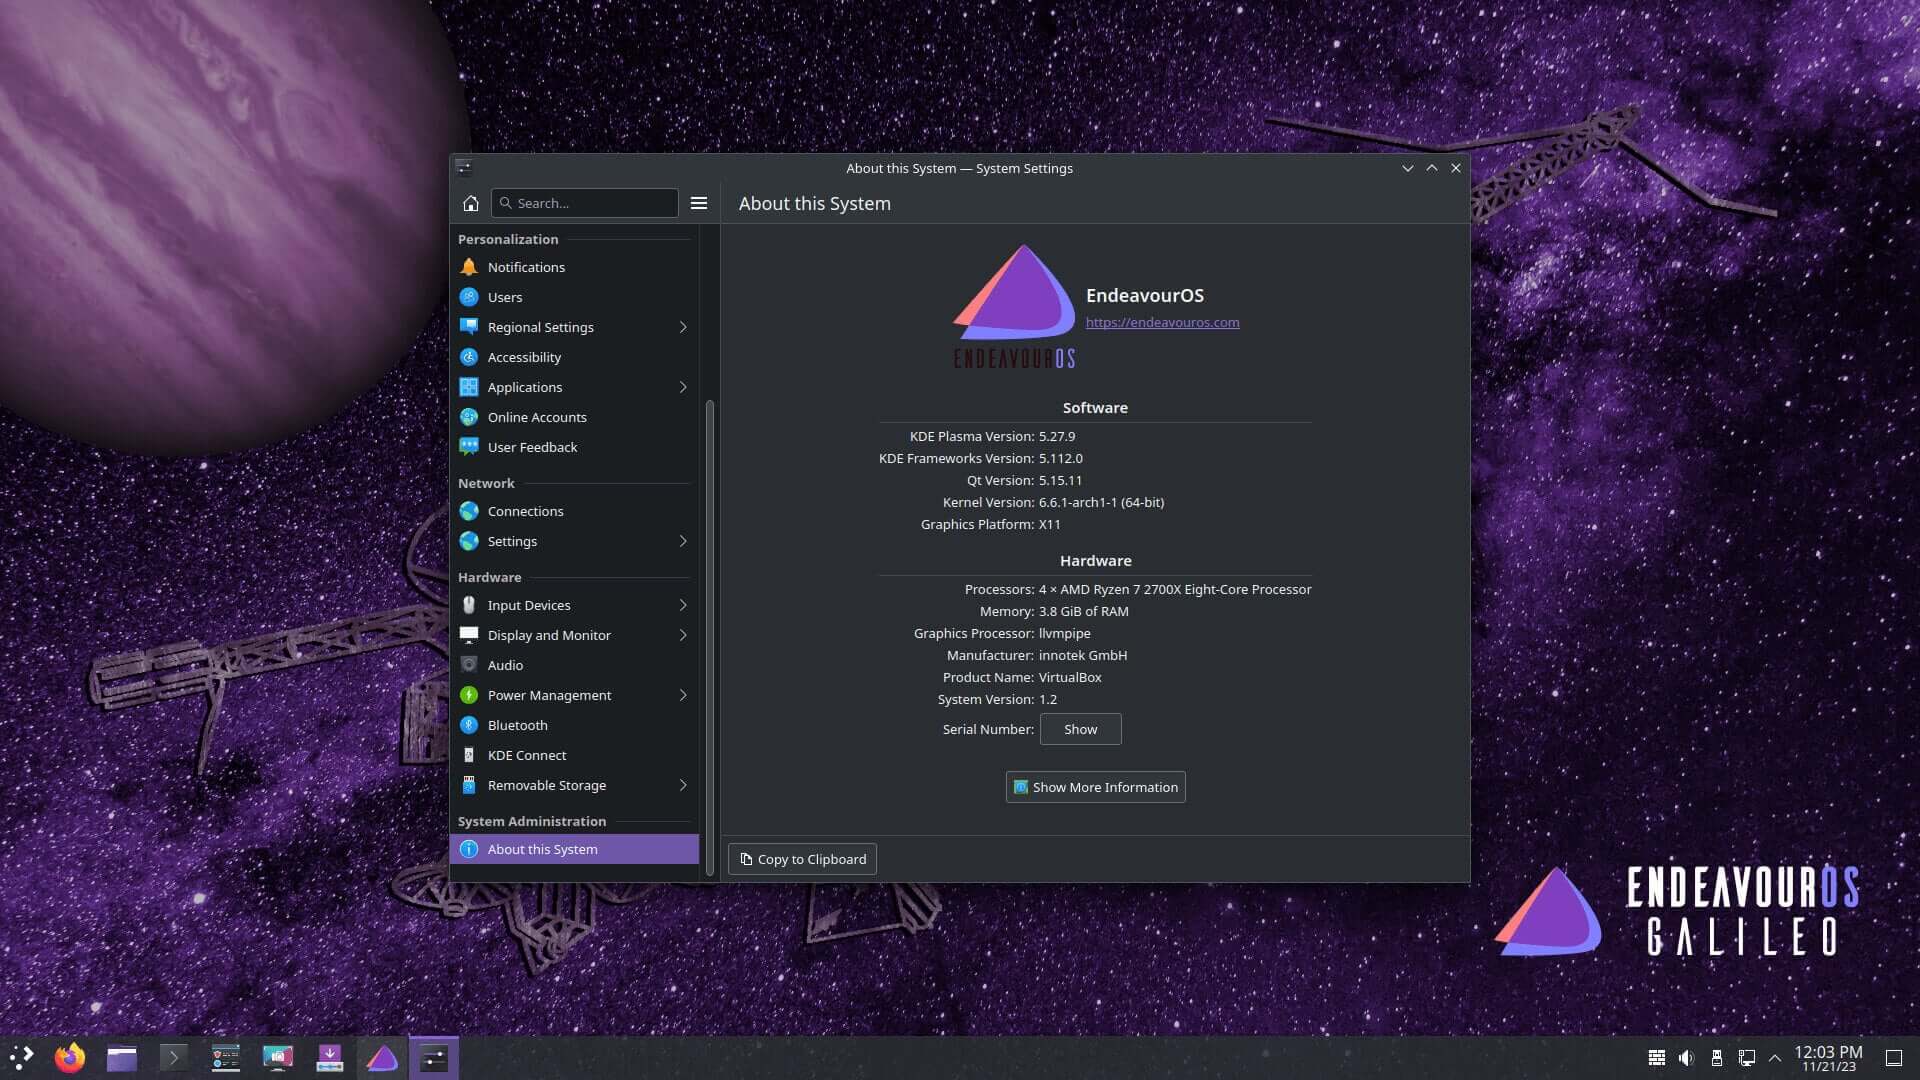 About this System — System Settings
Search...
About this System
Personalization
Notifications
Users
Regional Settings
Accessibility
Applications
Online Accounts
User Feedback
Network
Connections
Settings
Hardware
Input Devices
Display and Monitor
Audio
Power Management
Bluetooth
KDE Connect
Removable Storage
System Administration
About this System
ENDEAVOUROS
EndeavourOS
https://endeavouros.com
Software
KDE Plasma Version: 5.27.9
KDE Frameworks Version: 5.112.0
Qt Version: 5.15.11
Kernel Version: 6.6.1-arch1-1 (64-bit)
Graphics Platform: X11
Hardware
Processors: 4 × AMD Ryzen 7 2700X Eight-Core Processor
Memory: 3.8 GiB of RAM
Graphics Processor: llvmpipe
Manufacturer: innotek GmbH
Product Name: VirtualBox
System Version: 1.2
Serial Number: Show
Show More Information
Copy to Clipboard
ENDEAVOUROS
GALILEO
12:03 PM
11/21/23